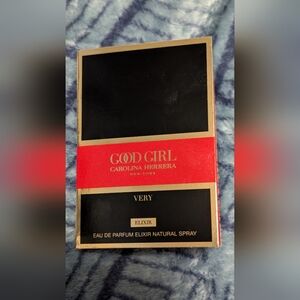 GOOD GIRL
CAROLINA HERRERA
NEW YORK
VERY
ELIXIR
EAU DE PARFUM ELIXIR NATURAL SPRAY